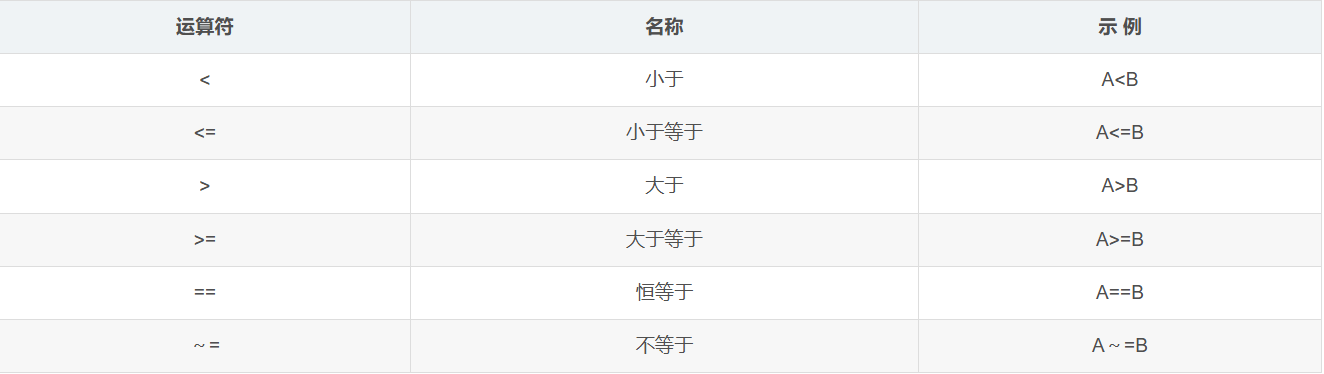 运算符 名称 示 例
< 小于 A<B
<= 小于等于 A<=B
> 大于 A>B
>= 大于等于 A>=B
== 恒等于 A==B
~ = 不等于 A ~ =B